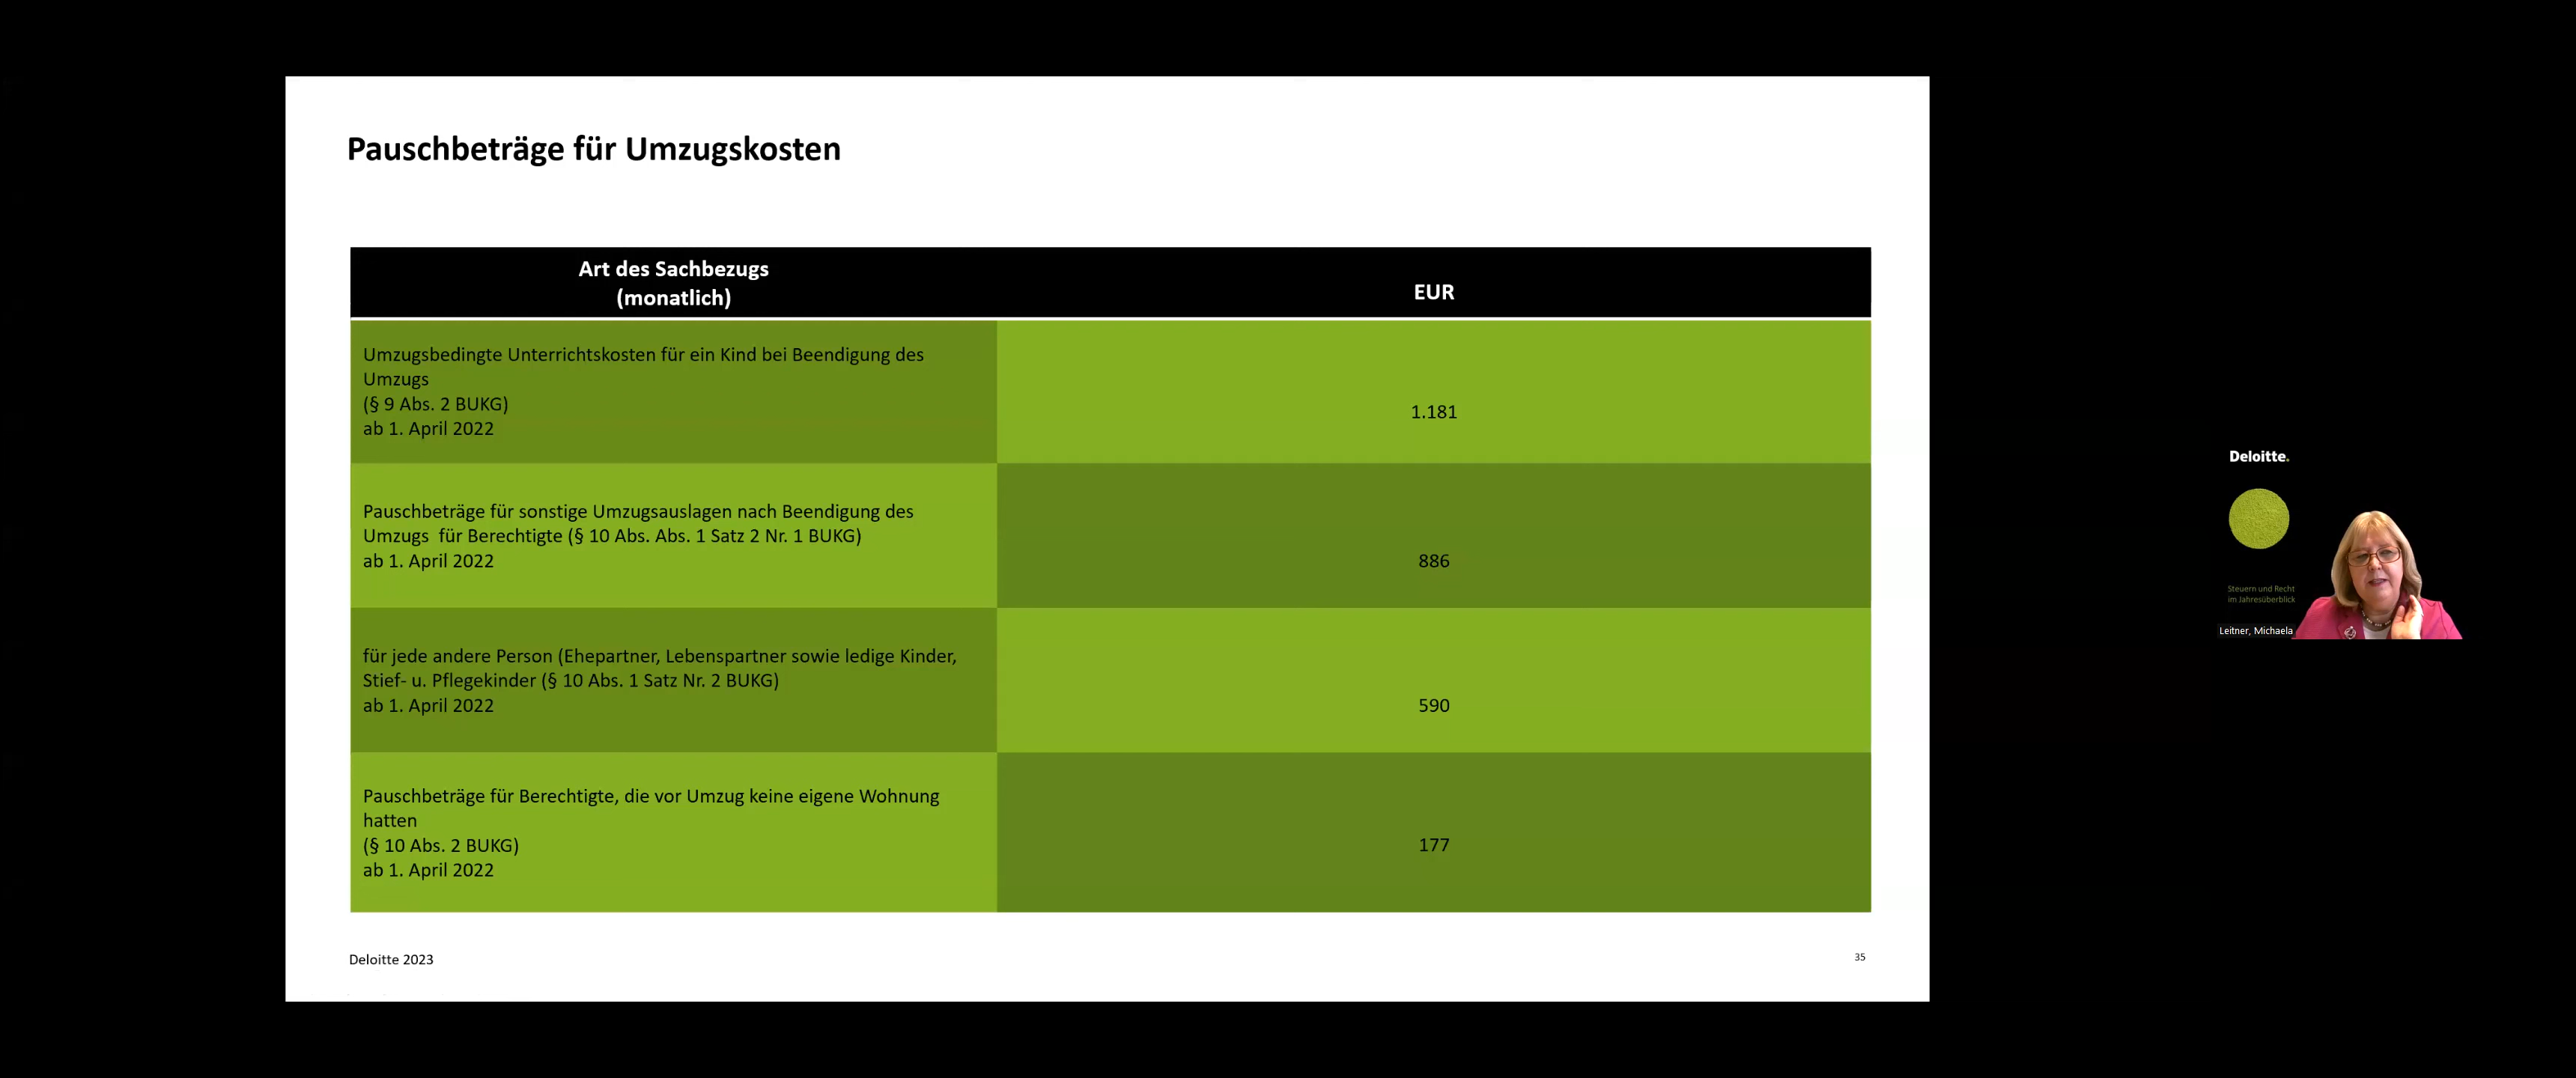 Pauschbeträge für Umzugskosten
Art des Sachbezugs
(monatlich)
EUR
Umzugsbedingte Unterrichtskosten für ein Kind bei Beendigung des
Umzugs
(§ 9 Abs. 2 BUKG)
ab 1. April 2022
1.181
Pauschbeträge für sonstige Umzugsauslagen nach Beendigung des
Umzugs  für Berechtigte (§ 10 Abs. Abs. 1 Satz 2 Nr. 1 BUKG)
ab 1. April 2022
886
für jede andere Person (Ehepartner, Lebenspartner sowie ledige Kinder,
Stief- u. Pflegekinder (§ 10 Abs. 1 Satz Nr. 2 BUKG)
ab 1. April 2022
590
Pauschbeträge für Berechtigte, die vor Umzug keine eigene Wohnung
hatten
(§ 10 Abs. 2 BUKG)
ab 1. April 2022
177
Deloitte 2023
35
Deloitte.
Steuern und Recht
im Jahresüberblick
Leitner, Michaela